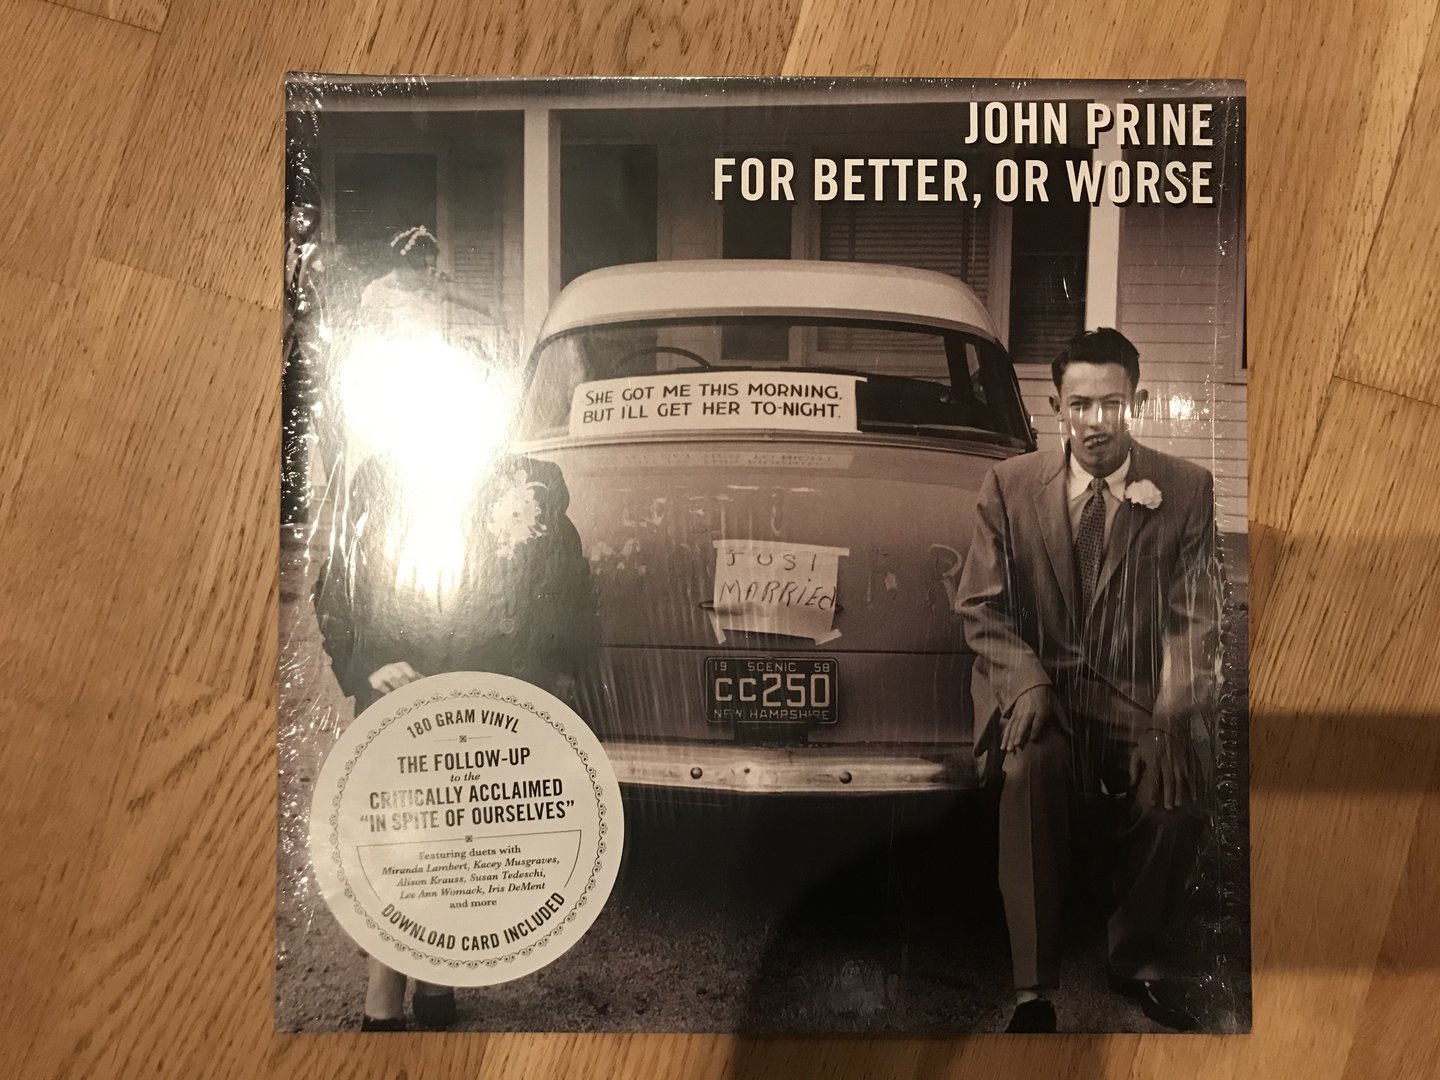 JOHN PRINE
FOR BETTER, OR WORSE
SHE GOT ME THIS MORNING,
BUT I'LL GET HER TO-NIGHT.
JUST
MARRIED
19 SCENIC 58
CC250
NEW HAMPSHIRE
180 GRAM VINYL
THE FOLLOW-UP
to the
CRITICALLY ACCLAIMED
"IN SPITE OF OURSELVES"
Featuring duets with
Miranda Lambert, Kacey Musgraves,
Alison Krauss, Susan Tedeschi,
Lee Ann Womack, Iris DeMent
and more
DOWNLOAD CARD INCLUDED